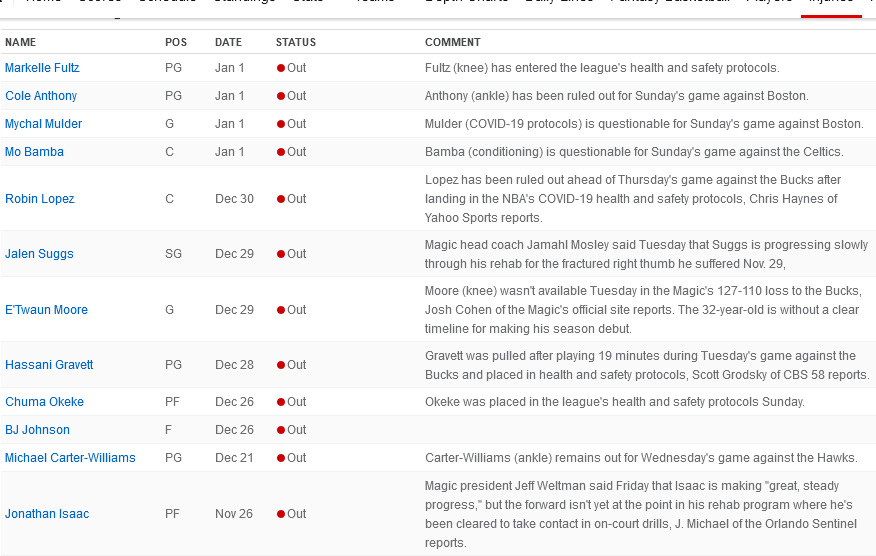 NAME POS DATE STATUS COMMENT
Markelle Fultz PG Jan 1 Out Fultz (knee) has entered the league's health and safety protocols.
Cole Anthony PG Jan 1 Out Anthony (ankle) has been ruled out for Sunday's game against Boston.
Mychal Mulder G Jan 1 Out Mulder (COVID-19 protocols) is questionable for Sunday's game against Boston.
Mo Bamba C Jan 1 Out Bamba (conditioning) is questionable for Sunday's game against the Celtics.
Robin Lopez C Dec 30 Out Lopez has been ruled out ahead of Thursday's game against the Bucks after
landing in the NBA's COVID-19 health and safety protocols, Chris Haynes of
Yahoo Sports reports.
Jalen Suggs SG Dec 29 Out Magic head coach Jamahl Mosley said Tuesday that Suggs is progressing slowly
through his rehab for the fractured right thumb he suffered Nov. 29,
E'Twaun Moore G Dec 29 Out Moore (knee) wasn't available Tuesday in the Magic's 127-110 loss to the Bucks,
Josh Cohen of the Magic's official site reports. The 32-year-old is without a clear
timeline for making his season debut.
Hassani Gravett PG Dec 28 Out Gravett was pulled after playing 19 minutes during Tuesday's game against the
Bucks and placed in health and safety protocols, Scott Grodsky of CBS 58 reports.
Chuma Okeke PF Dec 26 Out Okeke was placed in the league's health and safety protocols Sunday.
BJ Johnson F Dec 26 Out
Michael Carter-Williams PG Dec 21 Out Carter-Williams (ankle) remains out for Wednesday's game against the Hawks.
Jonathan Isaac PF Nov 26 Out Magic president Jeff Weltman said Friday that Isaac is making "great, steady
progress," but the forward isn't yet at the point in his rehab program where he's
been cleared to take contact in on-court drills, J. Michael of the Orlando Sentinel
reports.